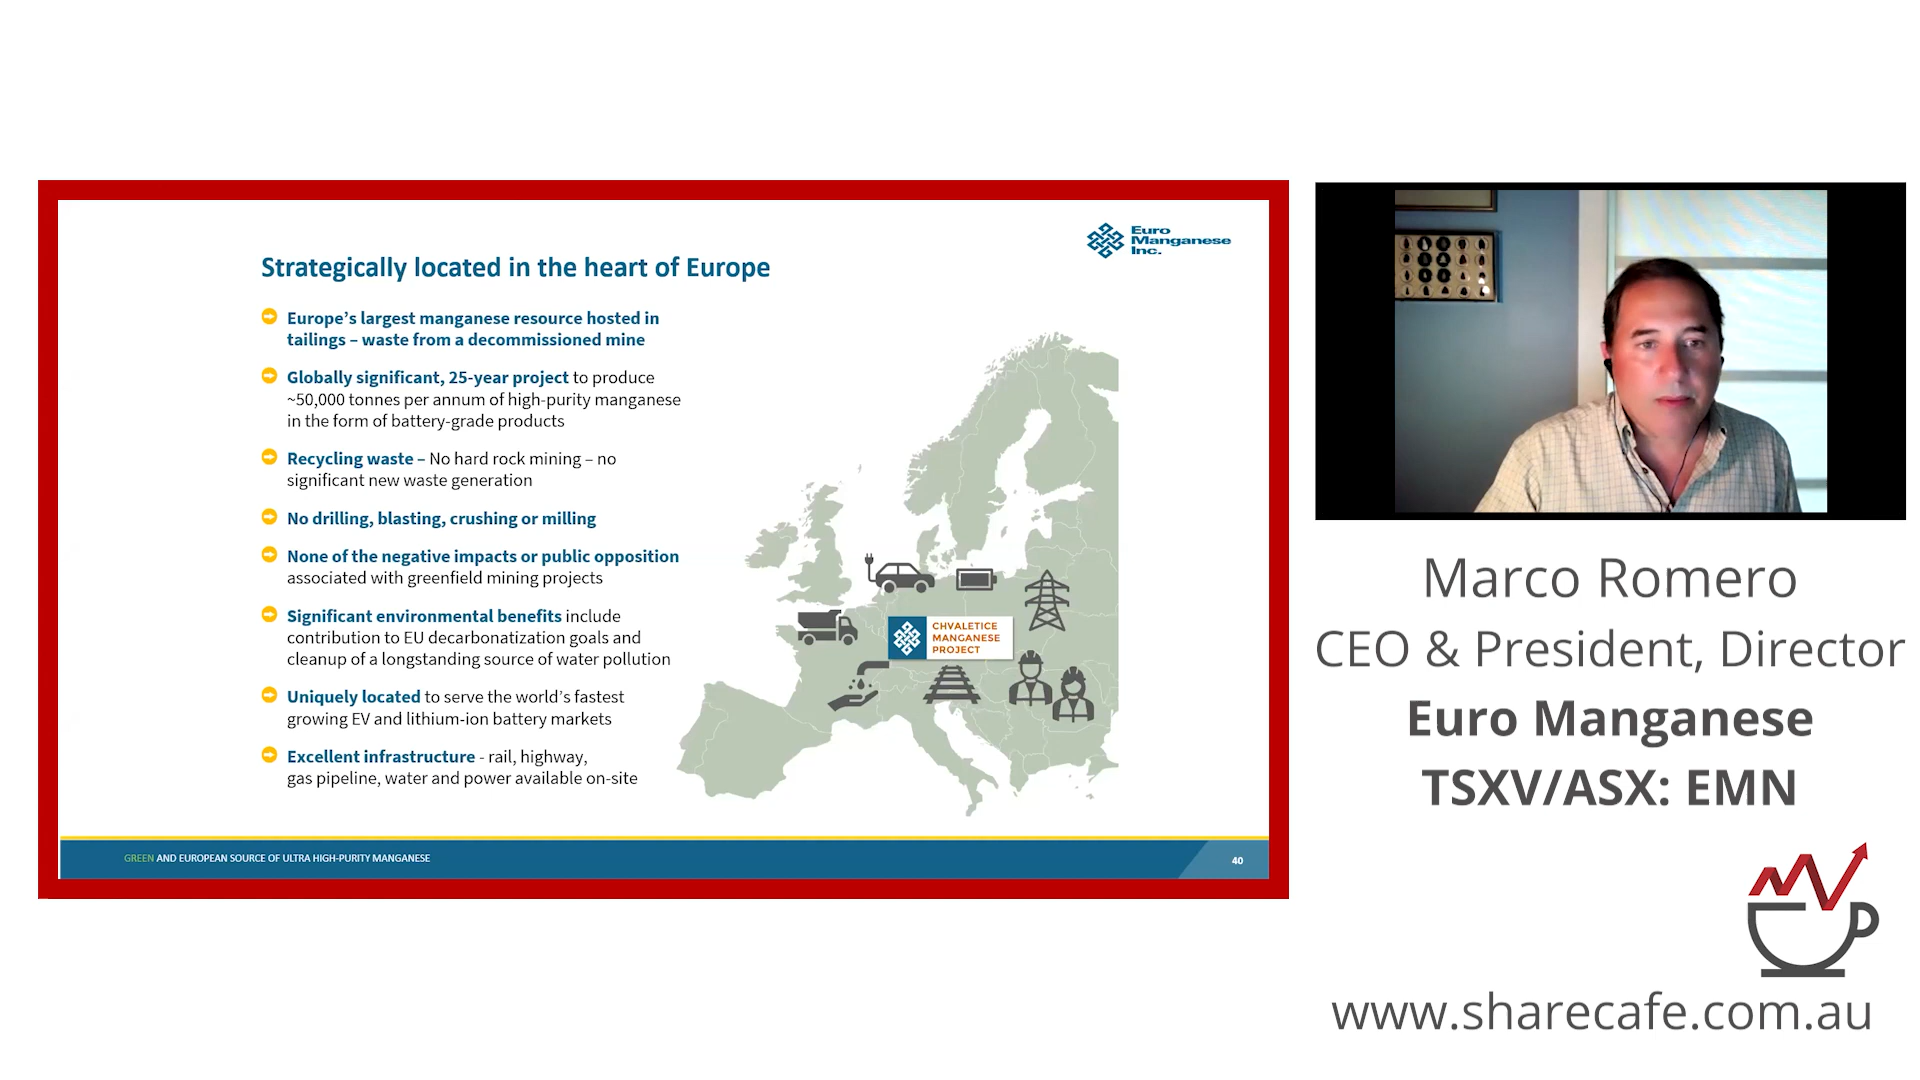 Euro
Manganese
Inc.
Strategically located in the heart of Europe
Europe's largest manganese resource hosted in
tailings – waste from a decommissioned mine
Globally significant, 25-year project to produce
~50,000 tonnes per annum of high-purity manganese
in the form of battery-grade products
Recycling waste – No hard rock mining – no
significant new waste generation
No drilling, blasting, crushing or milling
None of the negative impacts or public opposition
associated with greenfield mining projects
Significant environmental benefits include
contribution to EU decarbonatization goals and
cleanup of a longstanding source of water pollution
Uniquely located to serve the world's fastest
growing EV and lithium-ion battery markets
Excellent infrastructure - rail, highway,
gas pipeline, water and power available on-site
CHVALETICE
MANGANESE
PROJECT
GREEN AND EUROPEAN SOURCE OF ULTRA HIGH-PURITY MANGANESE
40
Marco Romero
CEO & President, Director
Euro Manganese
TSXV/ASX: EMN
www.sharecafe.com.au